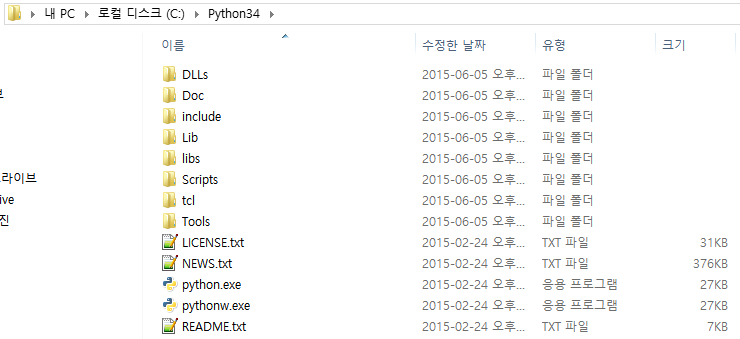 내 PC 로컬 디스크 (C:) Python34
이름 수정한 날짜 유형 크기
DLLs 2015-06-05 오후... 파일 폴더
Doc 2015-06-05 오후... 파일 폴더
include 2015-06-05 오후... 파일 폴더
Lib 2015-06-05 오후... 파일 폴더
libs 2015-06-05 오후... 파일 폴더
라이브 Scripts 2015-06-05 오후... 파일 폴더
ive tcl 2015-06-05 오후... 파일 폴더
진 Tools 2015-06-05 오후... 파일 폴더
LICENSE.txt 2015-02-24 오후... TXT 파일 31KB
NEWS.txt 2015-02-24 오후... TXT 파일 376KB
python.exe 2015-02-24 오후... 응용 프로그램 27KB
pythonw.exe 2015-02-24 오후... 응용 프로그램 27KB
README.txt 2015-02-24 오후... TXT 파일 7KB